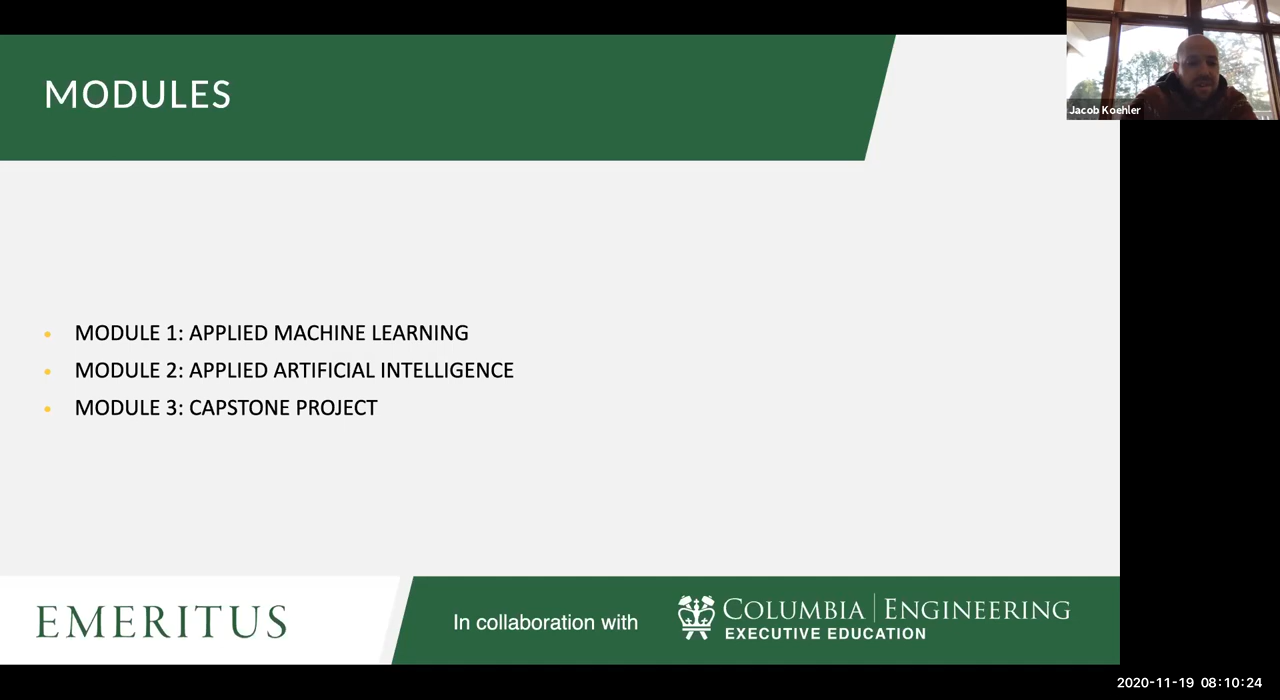 MODULES
Jacob Koehler
• MODULE 1: APPLIED MACHINE LEARNING
• MODULE 2: APPLIED ARTIFICIAL INTELLIGENCE
• MODULE 3: CAPSTONE PROJECT
EMERITUS
In collaboration with
COLUMBIA | ENGINEERING
EXECUTIVE EDUCATION
2020-11-19 08:10:24